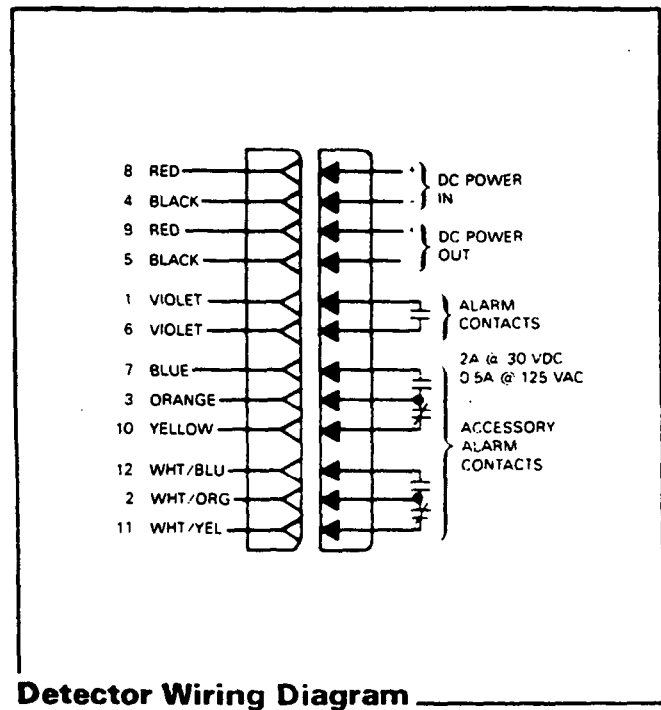 8 RED
4 BLACK
9 RED
5 BLACK
1 VIOLET
6 VIOLET
7 BLUE
3 ORANGE
10 YELLOW
12 WHT/BLU
2 WHT/ORG
11 WHT/YEL
+
-
DC POWER
IN
+
DC POWER
OUT
ALARM
CONTACTS
2A @ 30 VDC
0.5A @ 125 VAC
ACCESSORY
ALARM
CONTACTS
Detector Wiring Diagram